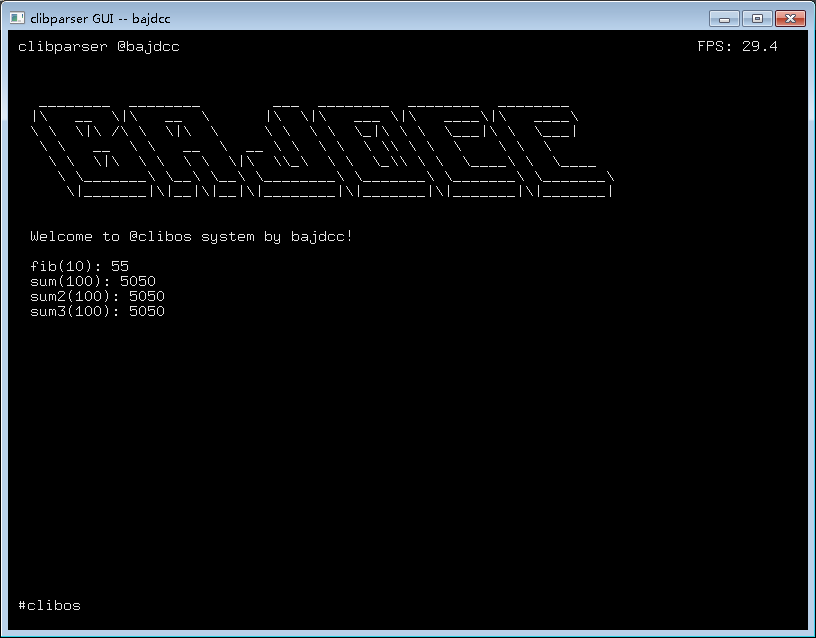 clibparser GUI -- bajdcc
clibparser @bajdcc FPS: 29.4
BAJDCC
Welcome to @clibos system by bajdcc!
fib(10): 55
sum(100): 5050
sum2(100): 5050
sum3(100): 5050
#clibos